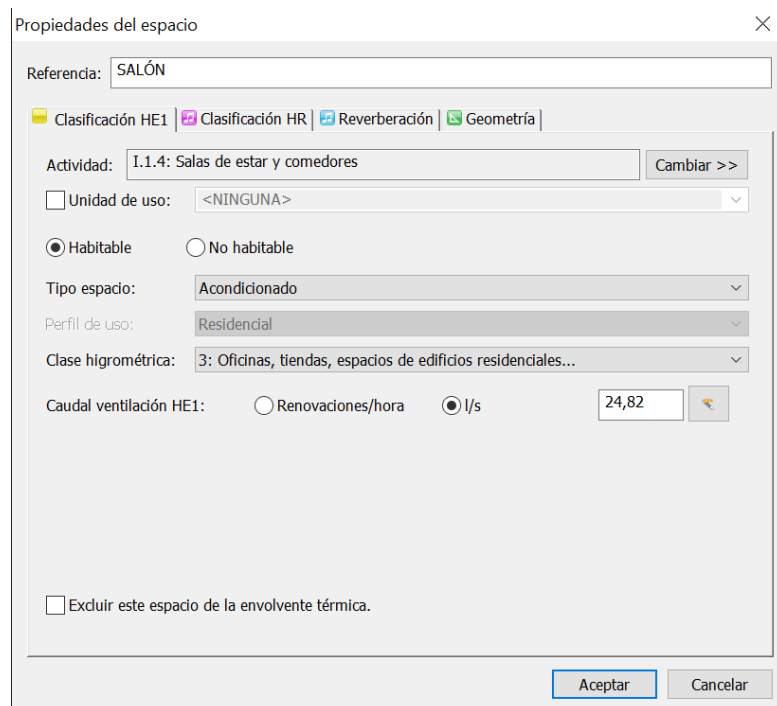 Propiedades del espacio
Referencia: SALÓN
Clasificación HE1 Clasificación HR Reverberación Geometría
Actividad: I.1.4: Salas de estar y comedores Cambiar >>
Unidad de uso: <NINGUNA>
Habitable No habitable
Tipo espacio: Acondicionado
Perfil de uso: Residencial
Clase higrométrica: 3: Oficinas, tiendas, espacios de edificios residenciales...
Caudal ventilación HE1: Renovaciones/hora l/s 24,82
Excluir este espacio de la envolvente térmica.
Aceptar Cancelar